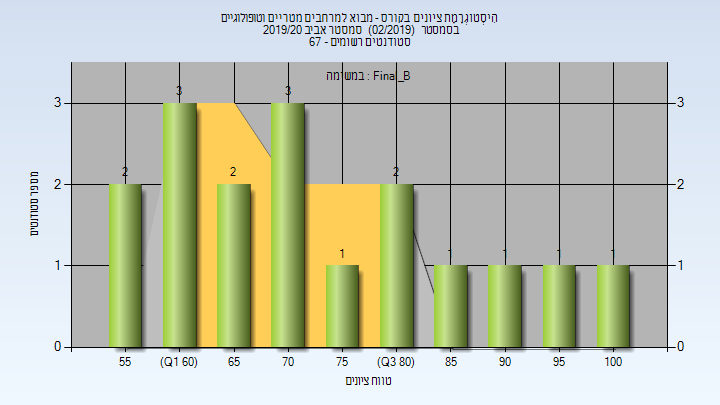 היסטוגרמת ציונים בקורס - מבוא למרחבים מטריים וטופולוגיים
בסמסטר (02/2019) סמסטר אביב 2019/20
סטודנטים רשומים - 67
במשימה : Final_B
3 3
2 2
1 1
0 0
מספר סטודנטים
2 3 2 3 1 2 1 1 1 1
55 (Q1 60) 65 70 75 (Q3 80) 85 90 95 100
טווח ציונים